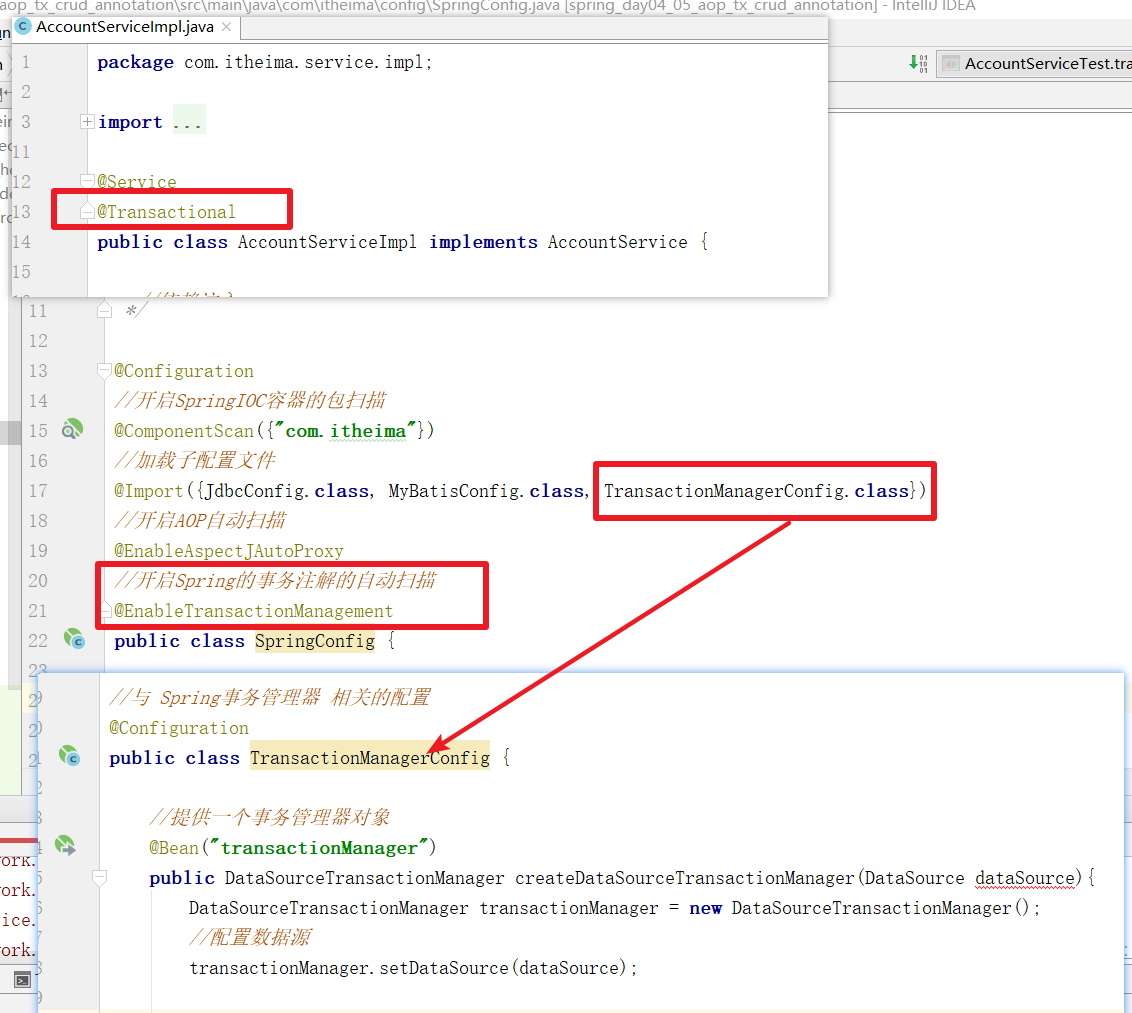 aop_tx_crud_annotation\src\main\java\com\itheima\config\SpringConfig.java [spring_day04_05_aop_tx_crud_annotation] - IntelliJ IDEA
AccountServiceImpl.java
AccountServiceTest.tra
1 package com.itheima.service.impl;
2
3 import ...
11
12 @Service
13 @Transactional
14 public class AccountServiceImpl implements AccountService {
15
11 */
12
13 @Configuration
14 //开启SpringIOC容器的包扫描
15 @ComponentScan({"com.itheima"})
16 //加载子配置文件
17 @Import({JdbcConfig.class, MyBatisConfig.class, TransactionManagerConfig.class})
18 //开启AOP自动扫描
19 @EnableAspectJAutoProxy
20 //开启Spring的事务注解的自动扫描
21 @EnableTransactionManagement
22 public class SpringConfig {
23
//与 Spring事务管理器 相关的配置
@Configuration
public class TransactionManagerConfig {
//提供一个事务管理器对象
@Bean("transactionManager")
public DataSourceTransactionManager createDataSourceTransactionManager(DataSource dataSource){
DataSourceTransactionManager transactionManager = new DataSourceTransactionManager();
//配置数据源
transactionManager.setDataSource(dataSource);